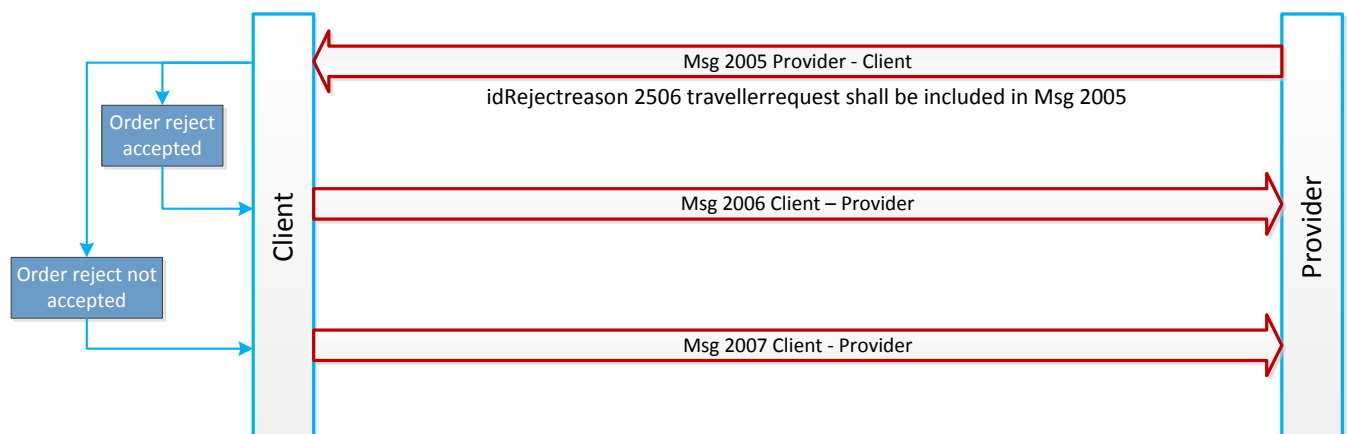 Msg 2005 Provider - Client
idRejectreason 2506 travellerrequest shall be included in Msg 2005
Order reject
accepted
Client
Provider
Msg 2006 Client – Provider
Order reject not
accepted
Msg 2007 Client - Provider